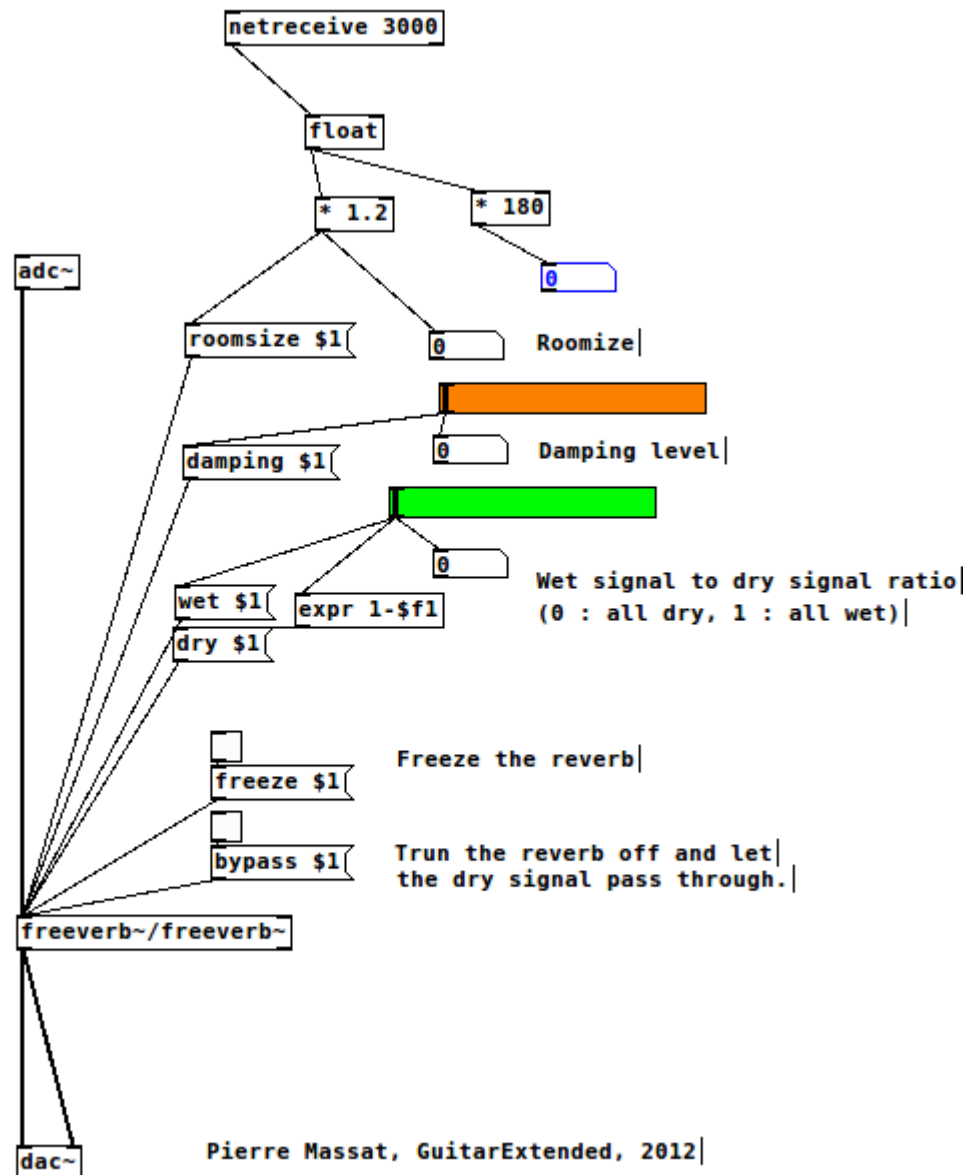 netreceive 3000
float
* 1.2
* 180
adc~
0
roomsize $1
0
Roomize
damping $1
0
Damping level
0
wet $1
expr 1-$f1
Wet signal to dry signal ratio
(0 : all dry, 1 : all wet)
dry $1
Freeze the reverb
freeze $1
bypass $1
Trun the reverb off and let
the dry signal pass through.
freeverb~/freeverb~
dac~
Pierre Massat, GuitarExtended, 2012